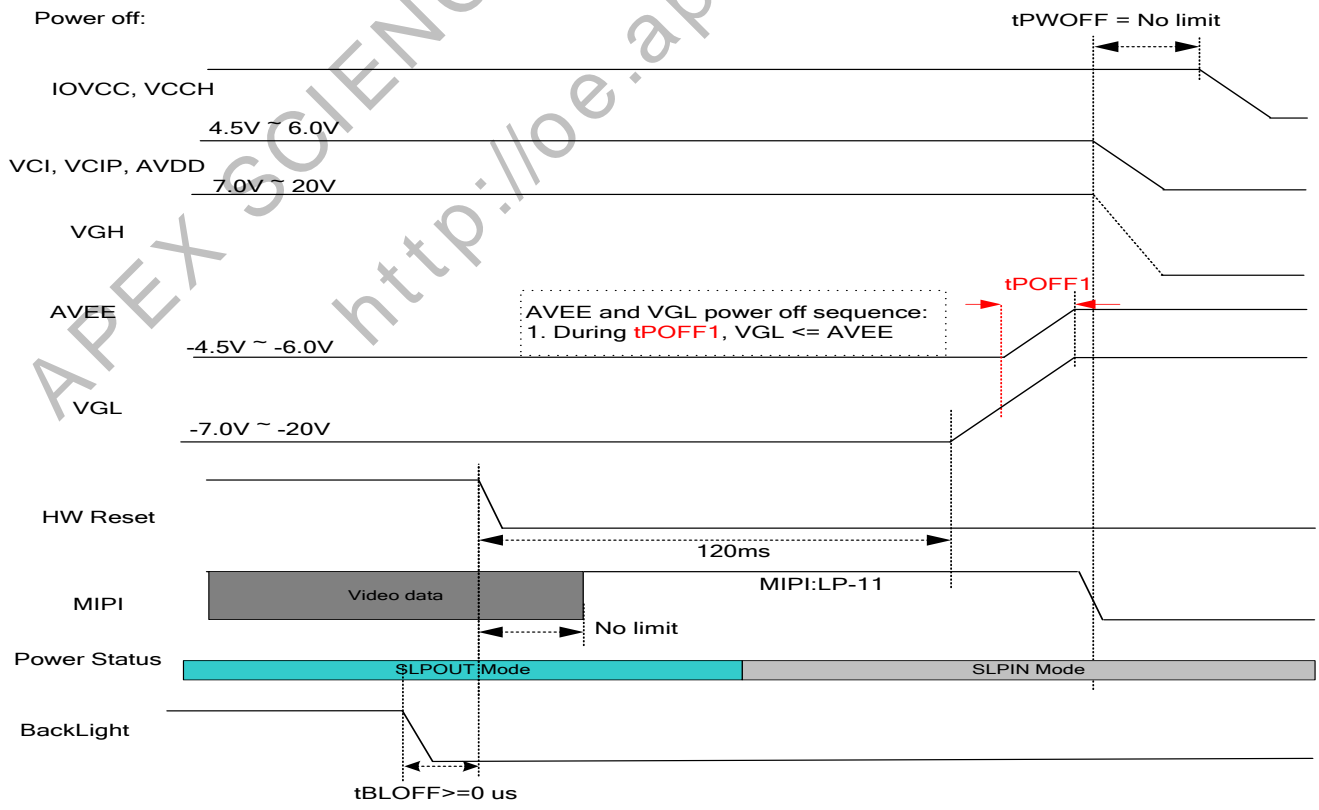 Power off:
tPWOFF = No limit
IOVCC, VCCH
4.5V ~ 6.0V
VCI, VCIP, AVDD
7.0V ~ 20V
VGH
tPOFF1
AVEE
AVEE and VGL power off sequence:
1. During tPOFF1, VGL <= AVEE
-4.5V ~ -6.0V
VGL
-7.0V ~ -20V
HW Reset
120ms
MIPI
Video data
MIPI:LP-11
No limit
Power Status
SLPOUT Mode
SLPIN Mode
BackLight
tBLOFF>=0 us
APEX SCIENC
http://oe.ap